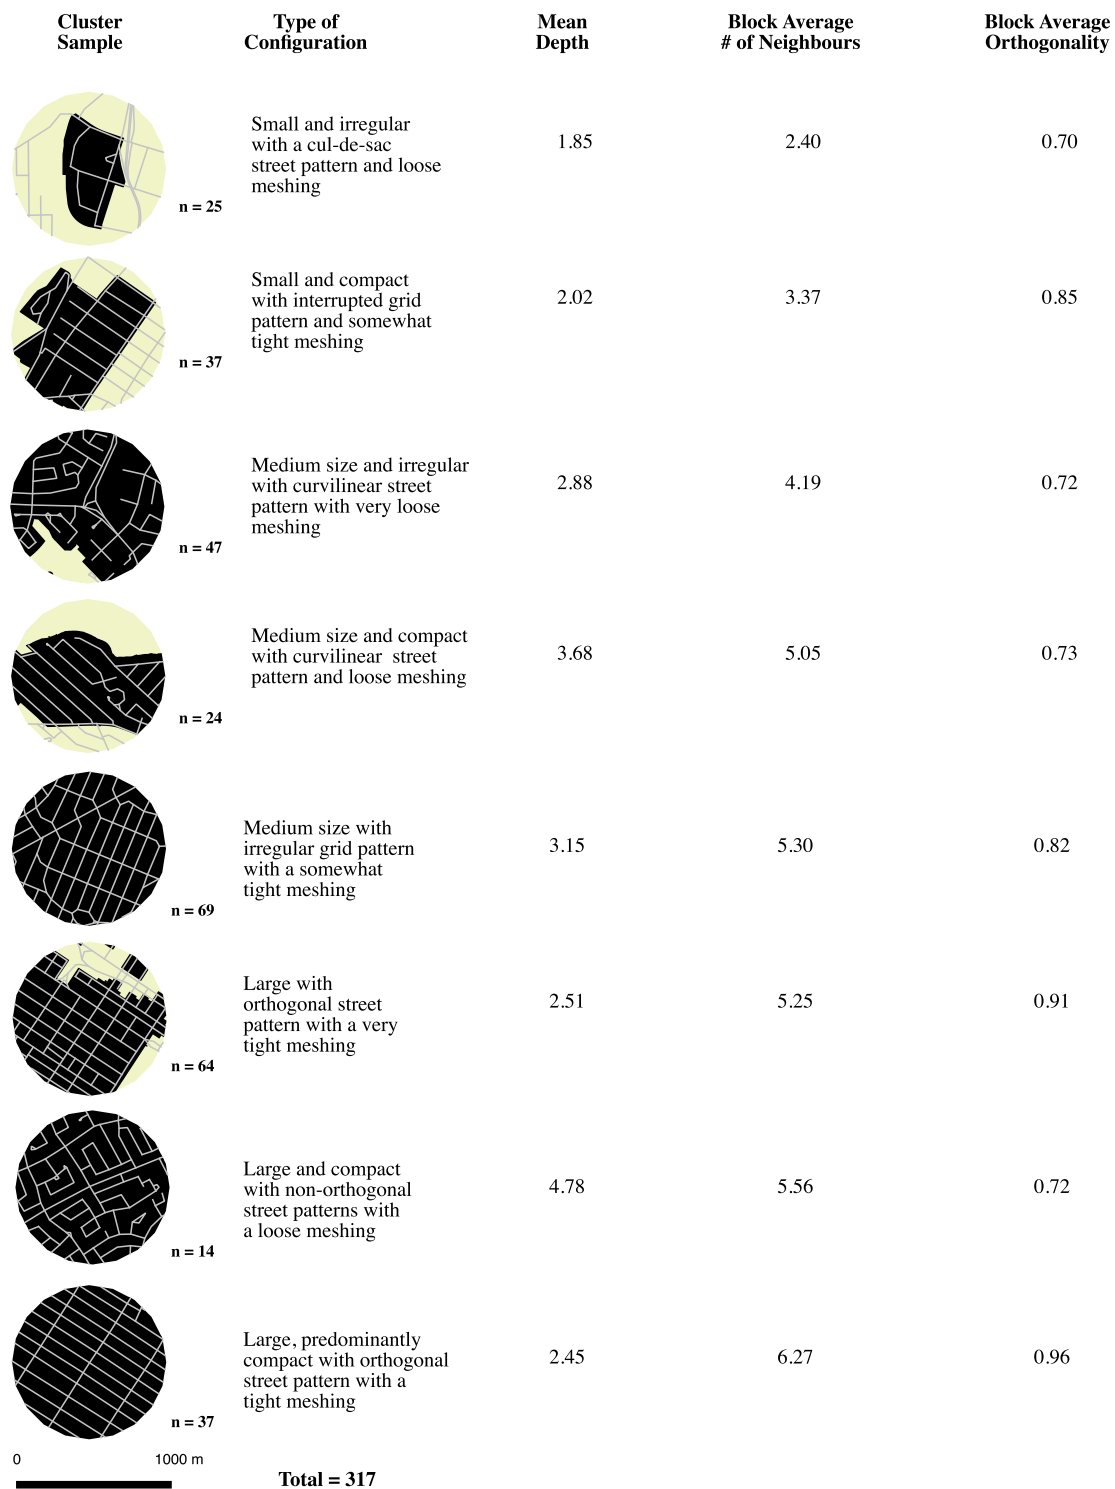 Cluster Sample
Type of Configuration
Mean Depth
Block Average # of Neighbours
Block Average Orthogonality
Small and irregular
with a cul-de-sac
street pattern and loose
meshing
1.85
2.40
0.70
n = 25
Small and compact
with interrupted grid
pattern and somewhat
tight meshing
2.02
3.37
0.85
n = 37
Medium size and irregular
with curvilinear street
pattern with very loose
meshing
2.88
4.19
0.72
n = 47
Medium size and compact
with curvilinear street
pattern and loose meshing
3.68
5.05
0.73
n = 24
Medium size with
irregular grid pattern
with a somewhat
tight meshing
3.15
5.30
0.82
n = 69
Large with
orthogonal street
pattern with a very
tight meshing
2.51
5.25
0.91
n = 64
Large and compact
with non-orthogonal
street patterns with
a loose meshing
4.78
5.56
0.72
n = 14
Large, predominantly
compact with orthogonal
street pattern with a
tight meshing
2.45
6.27
0.96
n = 37
0 1000 m
Total = 317